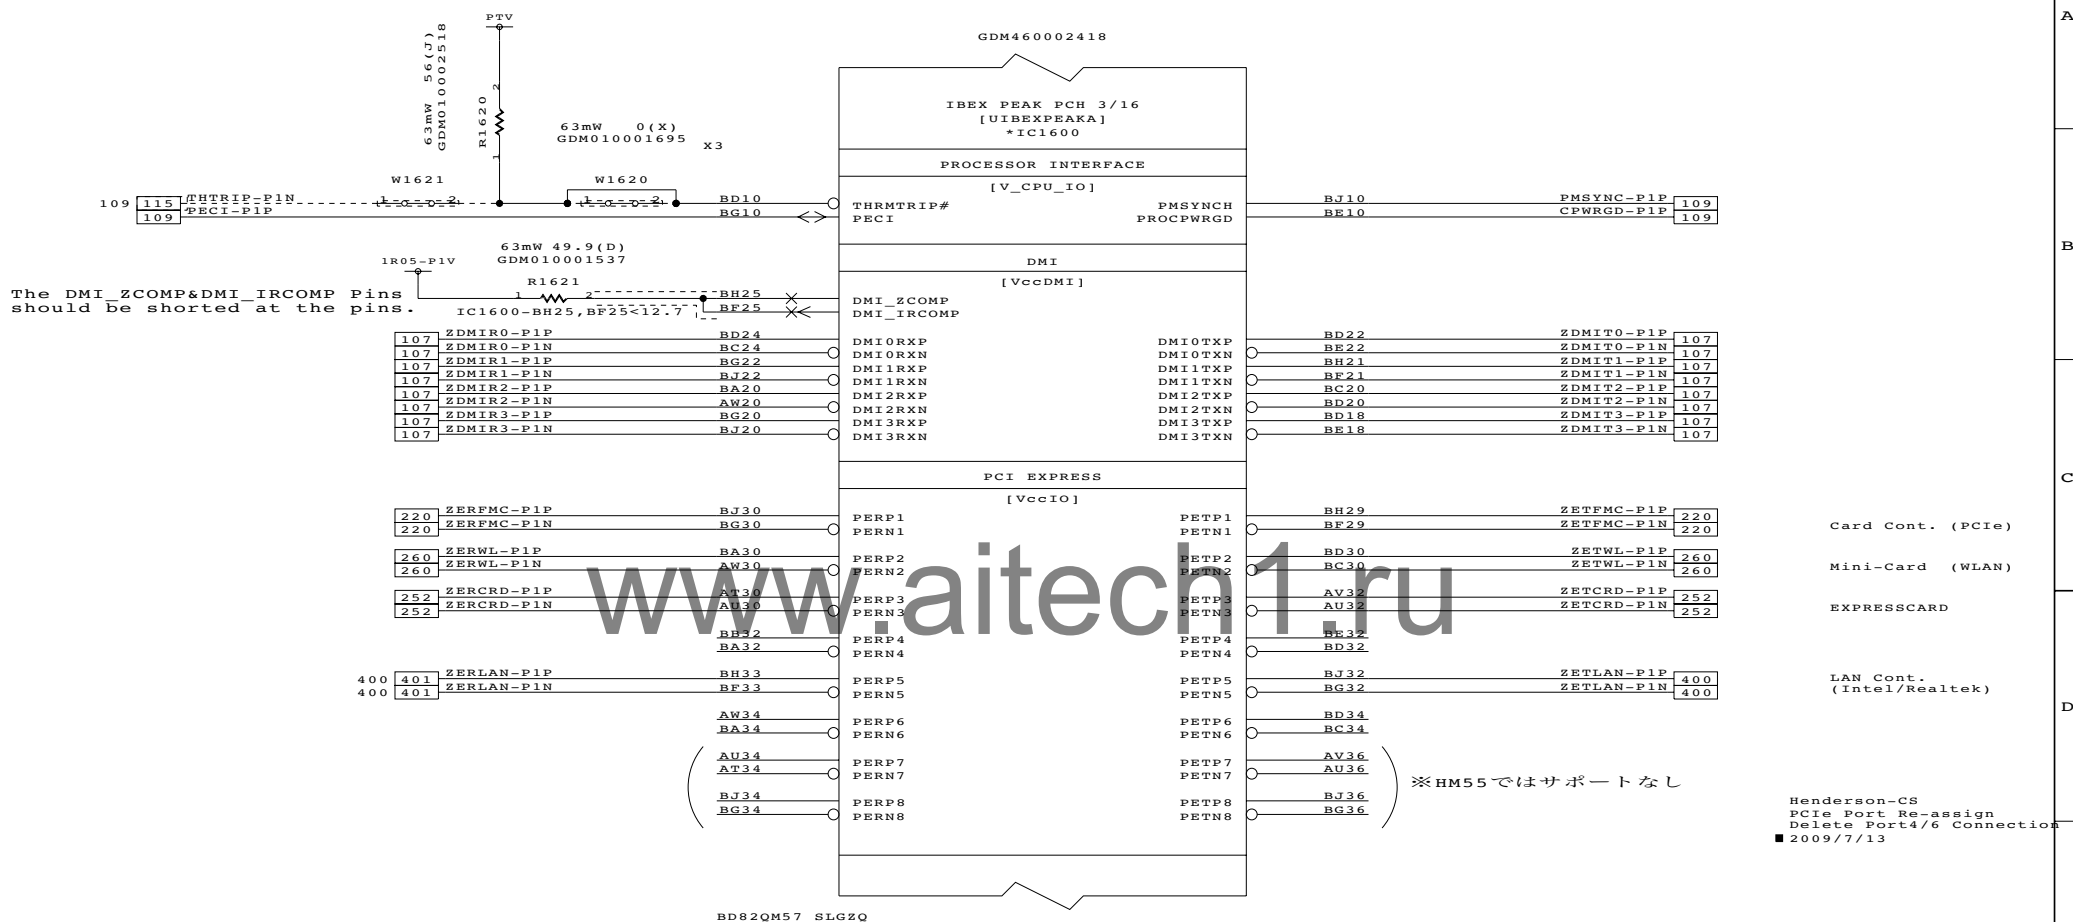 PTV
63mW 56(J)
GDM010002518
R1620
2
1
63mW 0(X)
GDM010001695 X3
GDM460002418
IBEX PEAK PCH 3/16
[UIBEXPEAKA]
*IC1600
PROCESSOR INTERFACE
[V_CPU_IO]
W1621
1 2
W1620
1 2
109 115 THTRIP-P1N BD10 THRMTRIP# PMSYNCH BJ10 PMSYNC-P1P 109
109 PECI-P1P BG10 PECI PROCPWRGD BE10 CPWRGD-P1P 109
DMI
[VccDMI]
63mW 49.9(D)
GDM010001537
1R05-P1V
R1621
1 2
The DMI_ZCOMP&DMI_IRCOMP Pins
should be shorted at the pins.
BH25 DMI_ZCOMP
IC1600-BH25,BF25<12.7 BF25 DMI_IRCOMP
107 ZDMIR0-P1P BD24 DMI0RXP DMI0TXP BD22 ZDMIT0-P1P 107
107 ZDMIR0-P1N BC24 DMI0RXN DMI0TXN BE22 ZDMIT0-P1N 107
107 ZDMIR1-P1P BG22 DMI1RXP DMI1TXP BH21 ZDMIT1-P1P 107
107 ZDMIR1-P1N BJ22 DMI1RXN DMI1TXN BF21 ZDMIT1-P1N 107
107 ZDMIR2-P1P BA20 DMI2RXP DMI2TXP BC20 ZDMIT2-P1P 107
107 ZDMIR2-P1N AW20 DMI2RXN DMI2TXN BD20 ZDMIT2-P1N 107
107 ZDMIR3-P1P BG20 DMI3RXP DMI3TXP BD18 ZDMIT3-P1P 107
107 ZDMIR3-P1N BJ20 DMI3RXN DMI3TXN BE18 ZDMIT3-P1N 107
PCI EXPRESS
[VccIO]
220 ZERFMC-P1P BJ30 PERP1 PETP1 BH29 ZETFMC-P1P 220
220 ZERFMC-P1N BG30 PERN1 PETN1 BF29 ZETFMC-P1N 220
Card Cont. (PCIe)
260 ZERWL-P1P BA30 PERP2 PETP2 BD30 ZETWL-P1P 260
260 ZERWL-P1N AW30 PERN2 PETN2 BC30 ZETWL-P1N 260
Mini-Card (WLAN)
252 ZERCRD-P1P AT30 PERP3 PETP3 AV32 ZETCRD-P1P 252
252 ZERCRD-P1N AU30 PERN3 PETN3 AU32 ZETCRD-P1N 252
EXPRESSCARD
www.aitech1.ru
BB32 PERP4 PETP4 BE32
BA32 PERN4 PETN4 BD32
400 401 ZERLAN-P1P BH33 PERP5 PETP5 BJ32 ZETLAN-P1P 400
400 401 ZERLAN-P1N BF33 PERN5 PETN5 BG32 ZETLAN-P1N 400
LAN Cont.
(Intel/Realtek)
AW34 PERP6 PETP6 BD34
BA34 PERN6 PETN6 BC34
AU34 PERP7 PETP7 AV36
AT34 PERN7 PETN7 AU36
※HM55ではサポートなし
BJ34 PERP8 PETP8 BJ36
BG34 PERN8 PETN8 BG36
Henderson-CS
PCIe Port Re-assign
Delete Port4/6 Connection
■ 2009/7/13
BD82QM57 SLGZQ
A
B
C
D